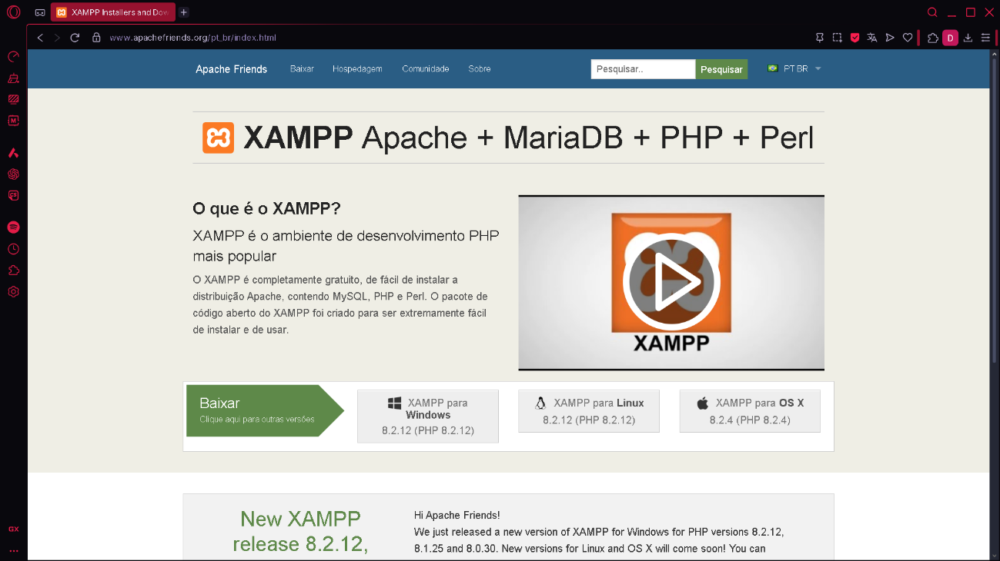 XAMPP Installers and Dow
www.apachefriends.org/pt_br/index.html
D
M
Apache Friends
Baixar
Hospedagem
Comunidade
Sobre
Pesquisar..
Pesquisar
PT BR
XAMPP Apache + MariaDB + PHP + Perl
O que é o XAMPP?
XAMPP é o ambiente de desenvolvimento PHP
mais popular
O XAMPP é completamente gratuito, de fácil de instalar a
distribuição Apache, contendo MySQL, PHP e Perl. O pacote de
código aberto do XAMPP foi criado para ser extremamente fácil
de instalar e de usar.
XAMPP
Baixar
Clique aqui para outras versões
XAMPP para
Windows
8.2.12 (PHP 8.2.12)
XAMPP para Linux
8.2.12 (PHP 8.2.12)
XAMPP para OS X
8.2.4 (PHP 8.2.4)
New XAMPP
release 8.2.12,
Hi Apache Friends!
We just released a new version of XAMPP for Windows for PHP versions 8.2.12,
8.1.25 and 8.0.30. New versions for Linux and OS X will come soon! You can
GX